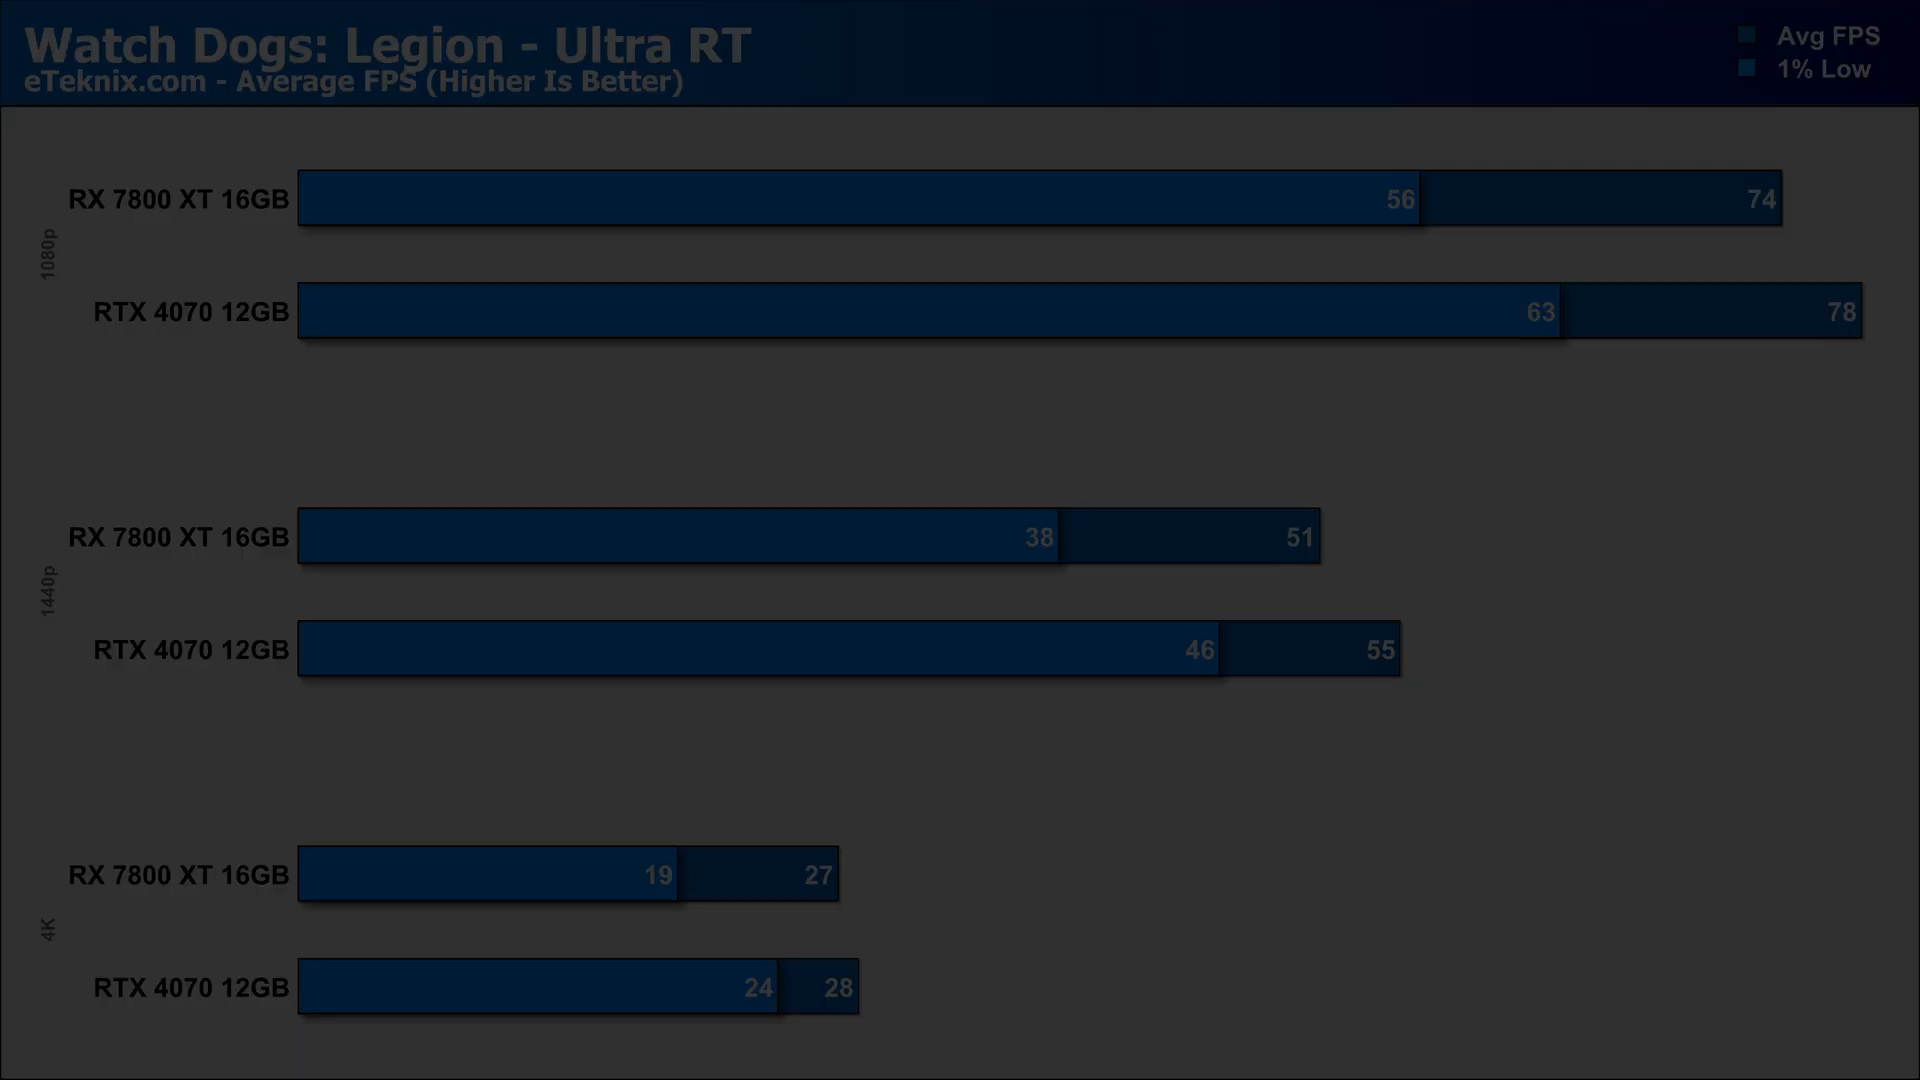 Watch Dogs: Legion - Ultra RT
eTeknix.com - Average FPS (Higher Is Better)
Avg FPS
1% Low
1080p
RX 7800 XT 16GB 56 74
RTX 4070 12GB 63 78
1440p
RX 7800 XT 16GB 38 51
RTX 4070 12GB 46 55
4K
RX 7800 XT 16GB 19 27
RTX 4070 12GB 24 28